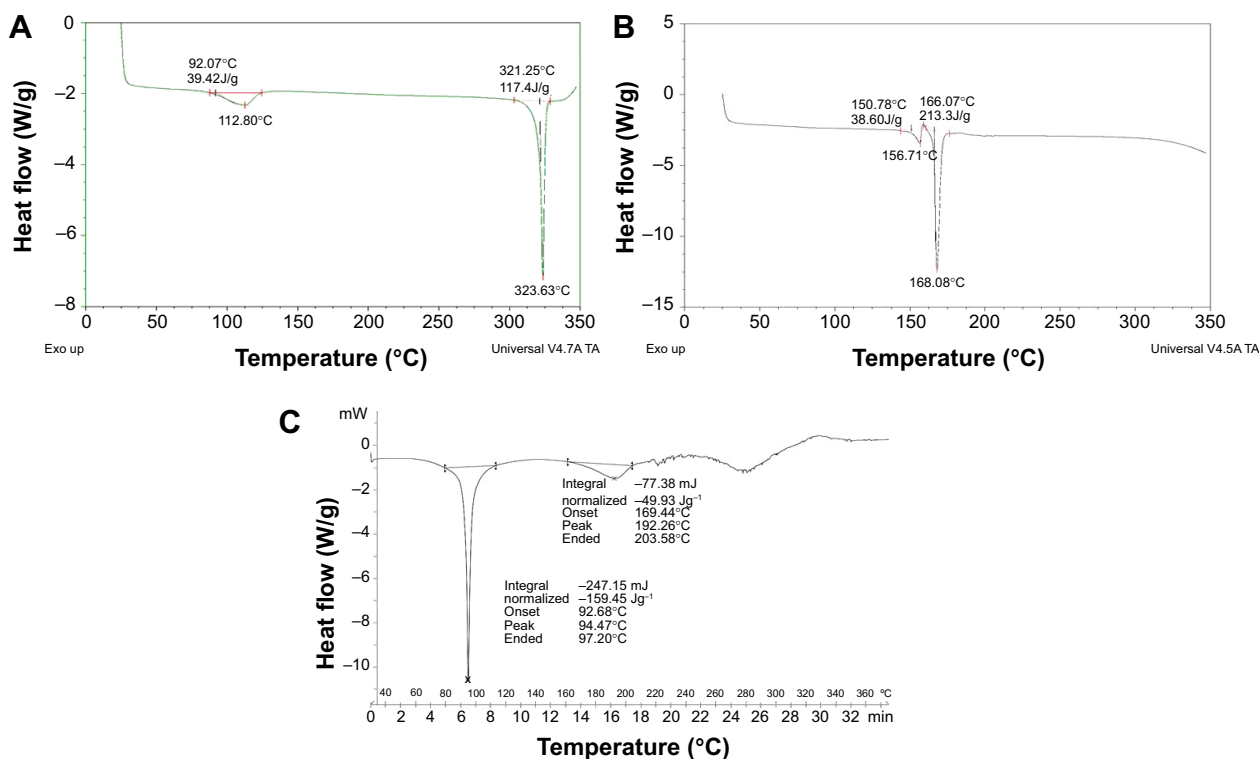 A
Heat flow (W/g)
0
–2
–4
–6
–8
92.07°C
39.42J/g
112.80°C
321.25°C
117.4J/g
323.63°C
0 50 100 150 200 250 300 350
Exo up
Temperature (°C)
Universal V4.7A TA
B
Heat flow (W/g)
5
0
–5
–10
–15
150.78°C
38.60J/g
156.71°C
166.07°C
213.3J/g
168.08°C
0 50 100 150 200 250 300 350
Exo up
Temperature (°C)
Universal V4.5A TA
C
mW
Heat flow (W/g)
0
–2
–4
–6
–8
–10
Integral –77.38 mJ
normalized –49.93 Jg⁻¹
Onset 169.44°C
Peak 192.26°C
Ended 203.58°C
Integral –247.15 mJ
normalized –159.45 Jg⁻¹
Onset 92.68°C
Peak 94.47°C
Ended 97.20°C
40 60 80 100 120 140 160 180 200 220 240 260 280 300 320 340 360 °C
0 2 4 6 8 10 12 14 16 18 20 22 24 26 28 30 32 min
Temperature (°C)